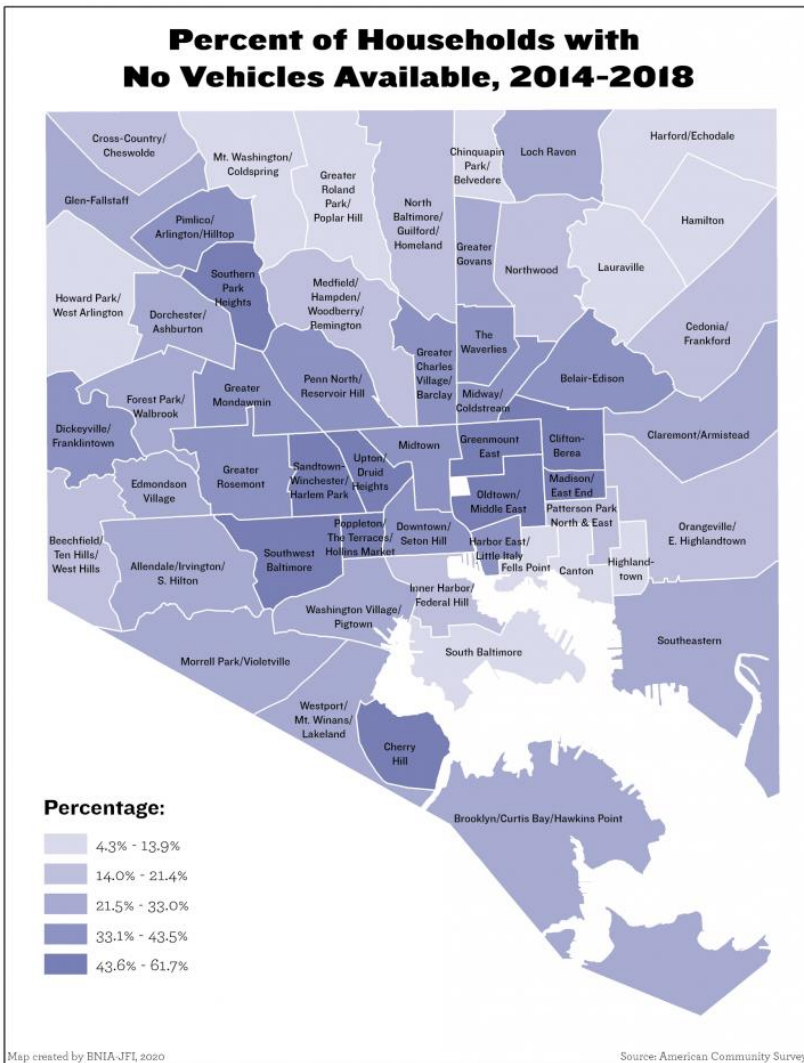 Percent of Households with
No Vehicles Available, 2014-2018
Cross-Country/
Cheswolde
Mt. Washington/
Coldspring
Greater
Roland
Park/
Poplar Hill
Chinquapin
Park/
Belvedere
Loch Raven
Harford/Echodale
Glen-Fallstaff
Pimlico/
Arlington/Hilltop
North
Baltimore/
Guilford/
Homeland
Greater
Govans
Northwood
Lauraville
Hamilton
Southern
Park
Heights
Howard Park/
West Arlington
Dorchester/
Ashburton
Medfield/
Hampden/
Woodberry/
Remington
Cedonia/
Frankford
The
Waverlies
Greater
Charles
Village/
Barclay
Belair-Edison
Forest Park/
Walbrook
Greater
Mondawmin
Penn North/
Reservoir Hill
Midway/
Coldstream
Dickeyville/
Franklintown
Claremont/Armistead
Midtown
Greenmount
East
Clifton-
Berea
Edmondson
Village
Greater
Rosemont
Sandtown-
Winchester/
Harlem Park
Upton/
Druid
Heights
Oldtown/
Middle East
Madison/
East End
Patterson Park
North & East
Orangeville/
E. Highlandtown
Beechfield/
Ten Hills/
West Hills
Allendale/Irvington/
S. Hilton
Southwest
Baltimore
Poppleton/
The Terraces/
Hollins Market
Downtown/
Seton Hill
Harbor East/
Little Italy
Fells Point
Canton
Highland-
town
Inner Harbor/
Federal Hill
Washington Village/
Pigtown
Southeastern
South Baltimore
Morrell Park/Violetville
Westport/
Mt. Winans/
Lakeland
Cherry
Hill
Brooklyn/Curtis Bay/Hawkins Point
Percentage:
4.3% - 13.9%
14.0% - 21.4%
21.5% - 33.0%
33.1% - 43.5%
43.6% - 61.7%
Map created by BNIA-JFI, 2020
Source: American Community Survey